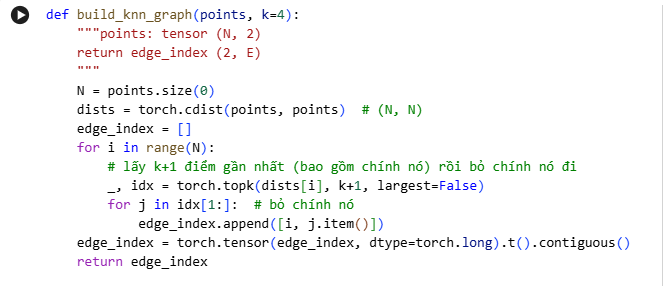 def build_knn_graph(points, k=4):
    """points: tensor (N, 2)
    return edge_index (2, E)
    """
    N = points.size(0)
    dists = torch.cdist(points, points)  # (N, N)
    edge_index = []
    for i in range(N):
        # lấy k+1 điểm gần nhất (bao gồm chính nó) rồi bỏ chính nó đi
        _, idx = torch.topk(dists[i], k+1, largest=False)
        for j in idx[1:]:  # bỏ chính nó
            edge_index.append([i, j.item()])
    edge_index = torch.tensor(edge_index, dtype=torch.long).t().contiguous()
    return edge_index